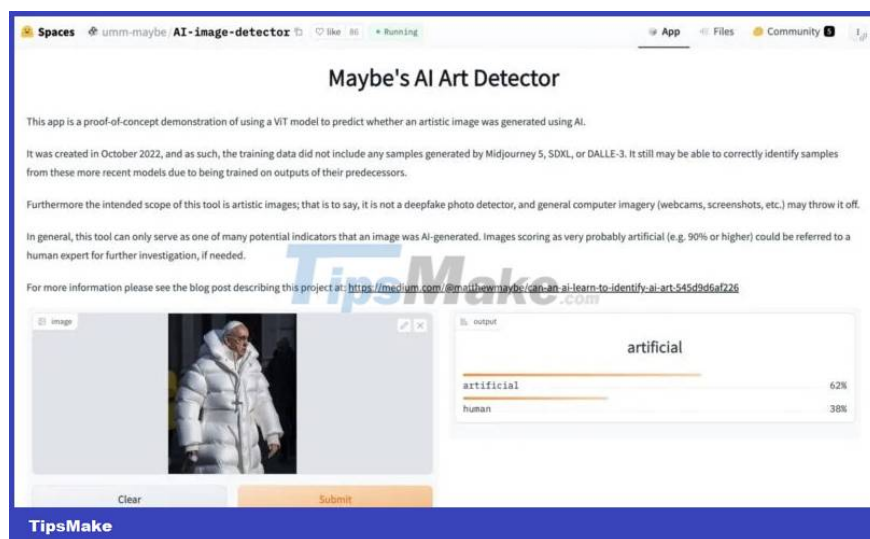 Spaces umm-maybe/AI-image-detector like 86 Running App Files Community 5
Maybe's AI Art Detector
This app is a proof-of-concept demonstration of using a ViT model to predict whether an artistic image was generated using AI.
It was created in October 2022, and as such, the training data did not include any samples generated by Midjourney 5, SDXL, or DALLE-3. It still may be able to correctly identify samples
from these more recent models due to being trained on outputs of their predecessors.
Furthermore the intended scope of this tool is artistic images; that is to say, it is not a deepfake photo detector, and general computer imagery (webcams, screenshots, etc.) may throw it off.
In general, this tool can only serve as one of many potential indicators that an image was AI-generated. Images scoring as very probably artificial (e.g. 90% or higher) could be referred to a
human expert for further investigation, if needed.
TipsMake.com
For more information please see the blog post describing this project at: https://medium.com/@matthewmaybe/can-an-ai-learn-to-identify-ai-art-545d9d6af226
image
output
artificial
artificial 62%
human 38%
Clear Submit
TipsMake